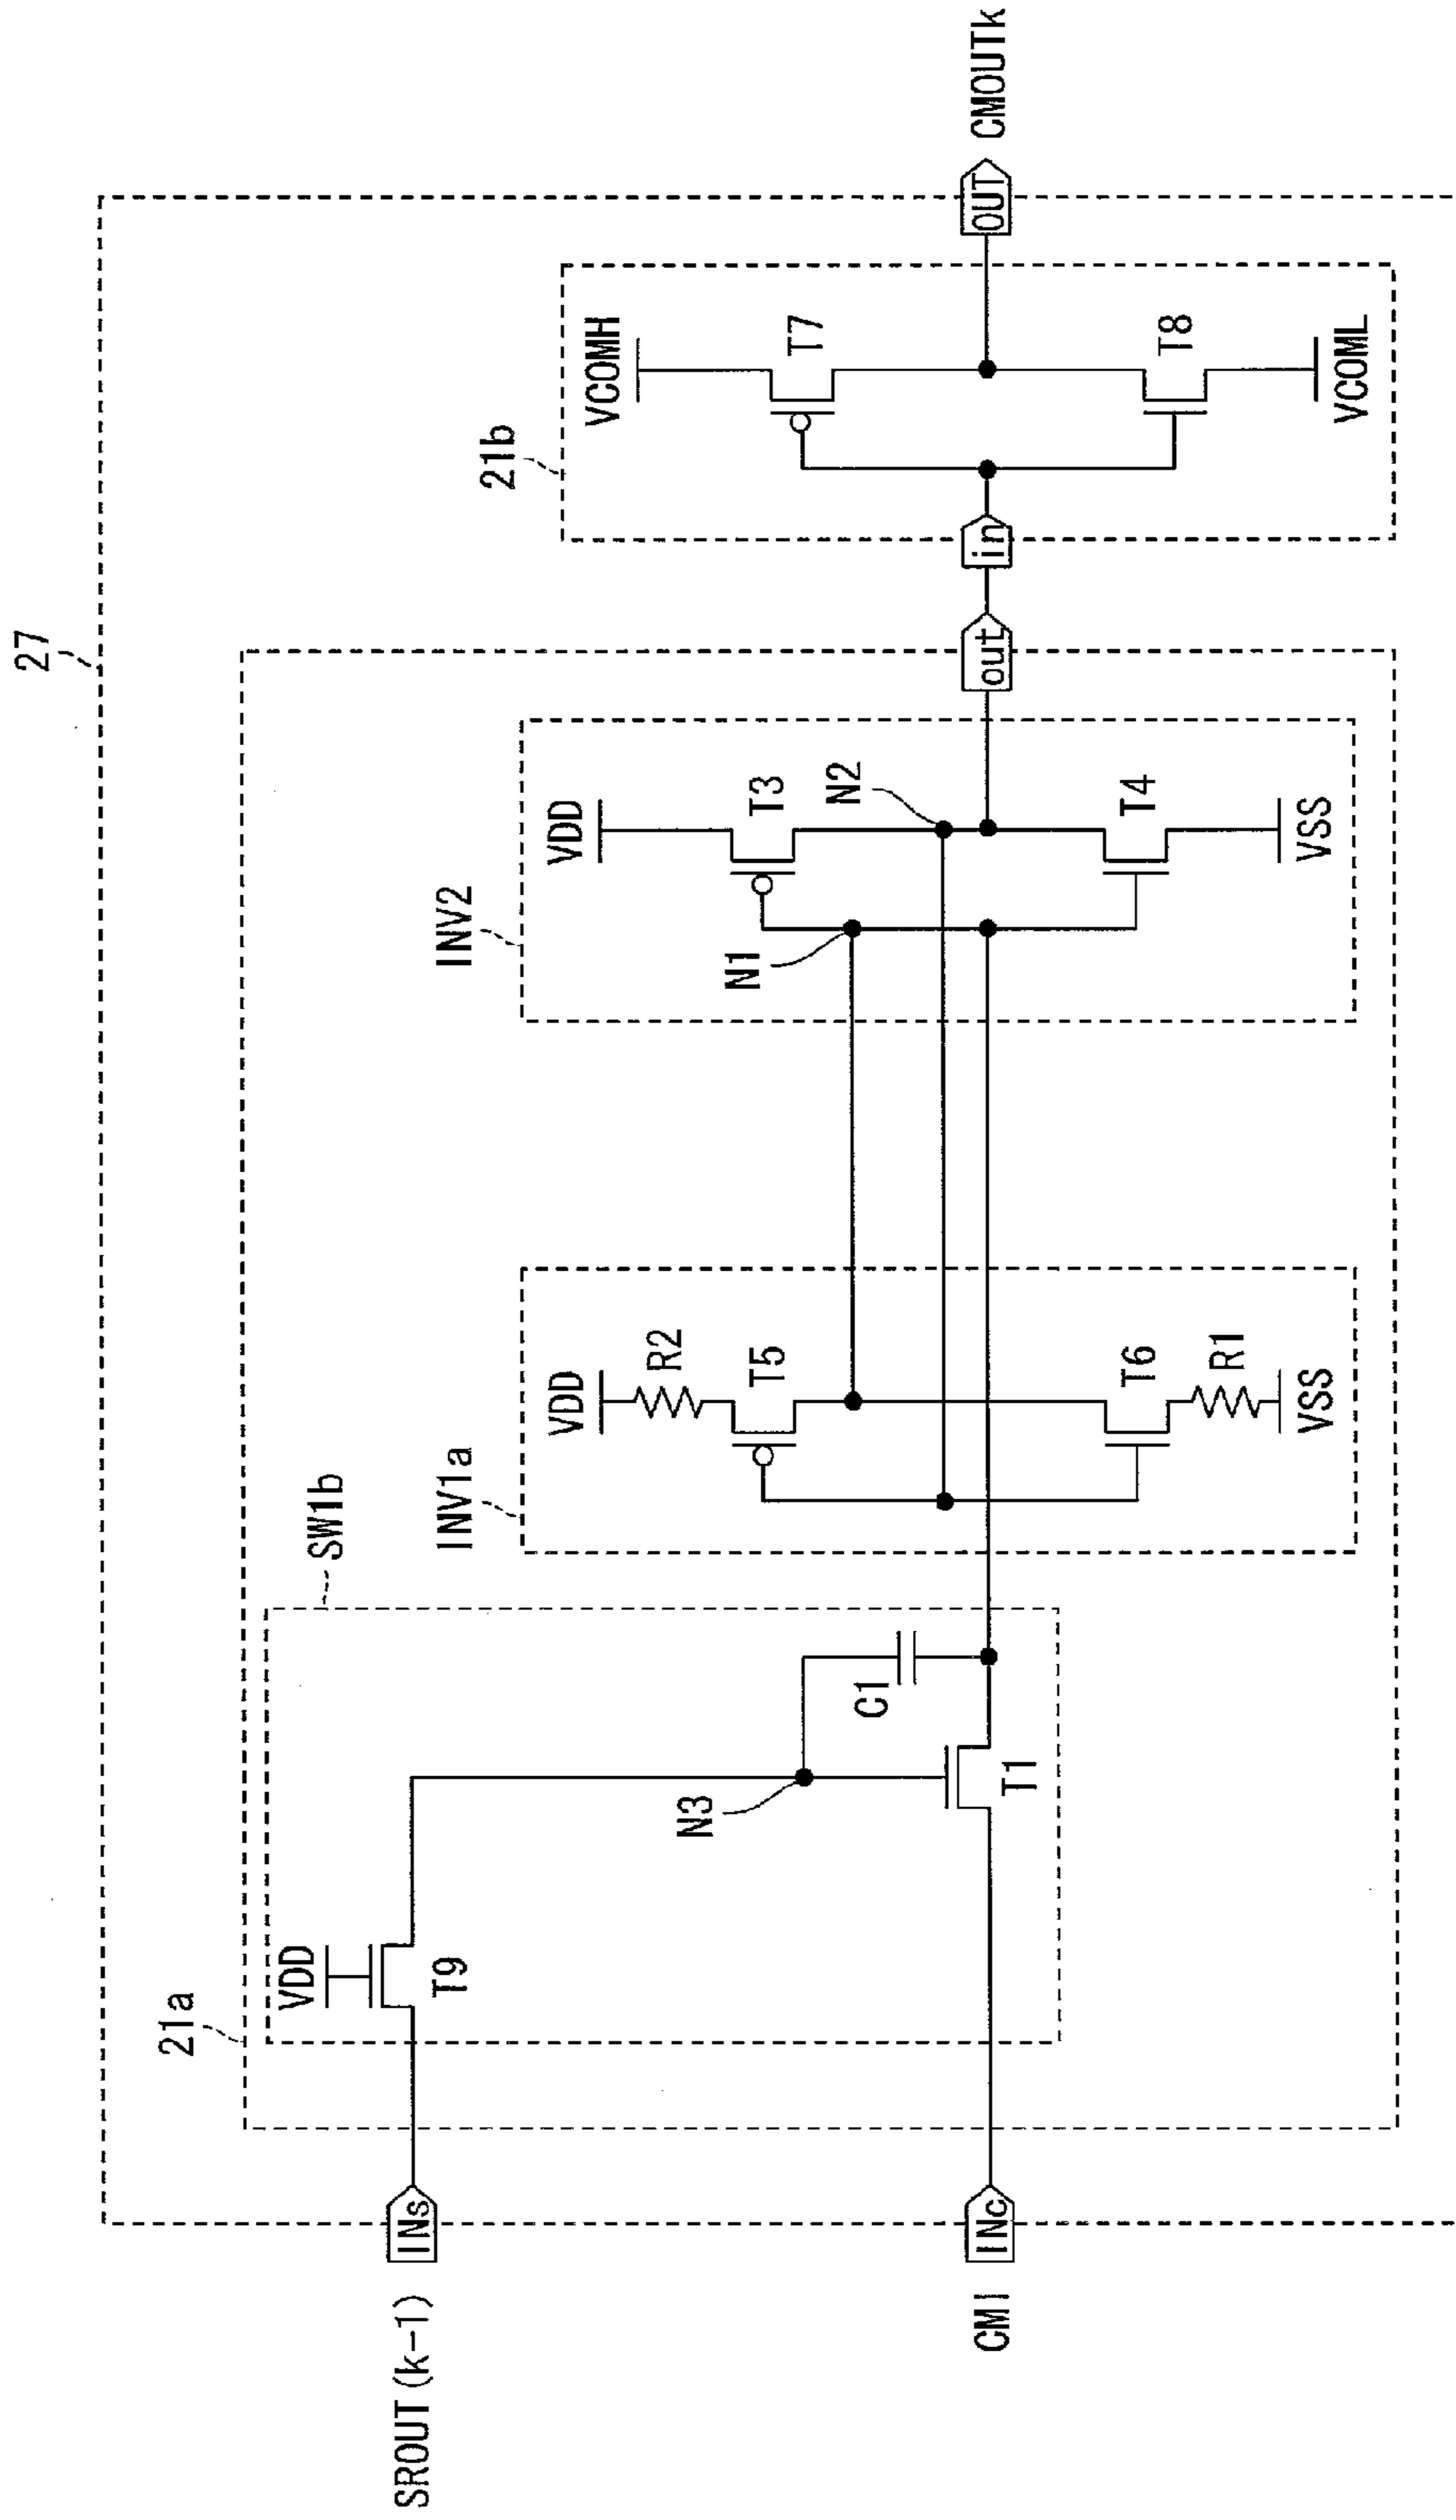 27
21a
SW1b
INV1a
INV2
21b
SROUT(k-1)
INs
VDD
T9
N3
C1
T1
CMI
INc
VDD
R2
T5
T6
R1
VSS
VDD
T3
N1
N2
T4
VSS
out
in
VCOMH
T7
T8
VCOML
OUT
CMOUTk